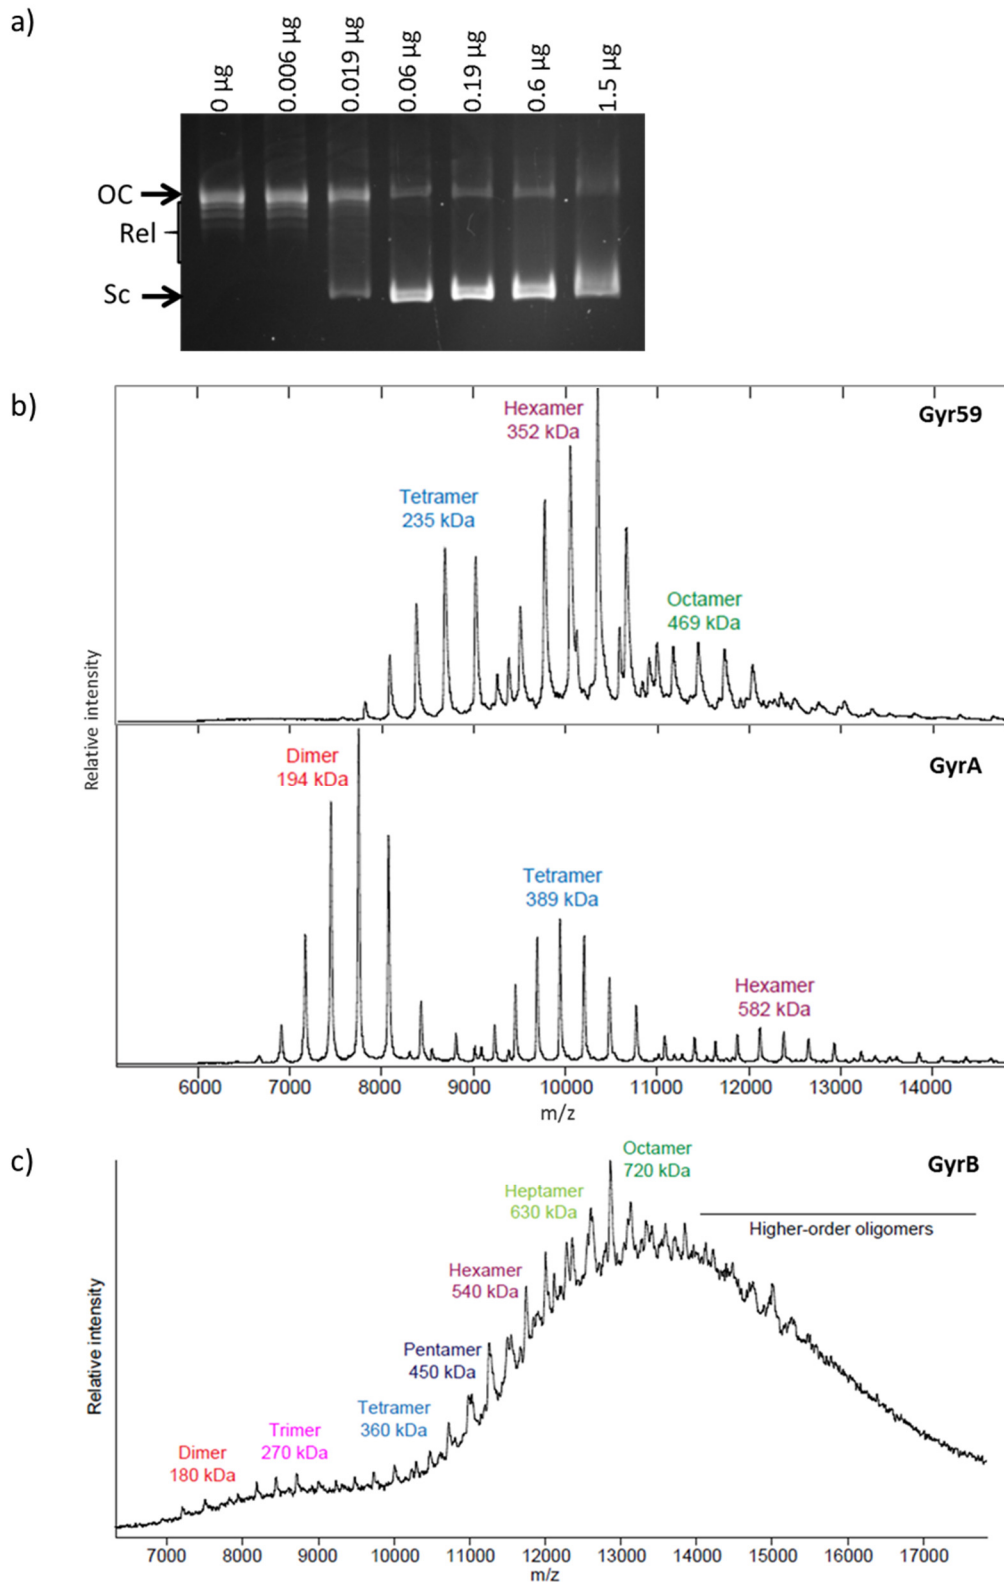 a)
0 µg
0.006 µg
0.019 µg
0.06 µg
0.19 µg
0.6 µg
1.5 µg
OC
Rel
Sc
b)
Gyr59
Hexamer
352 kDa
Tetramer
235 kDa
Octamer
469 kDa
Relative intensity
GyrA
Dimer
194 kDa
Tetramer
389 kDa
Hexamer
582 kDa
6000 7000 8000 9000 10000 11000 12000 13000 14000
m/z
c)
GyrB
Octamer
720 kDa
Heptamer
630 kDa
Higher-order oligomers
Hexamer
540 kDa
Pentamer
450 kDa
Tetramer
360 kDa
Trimer
270 kDa
Dimer
180 kDa
Relative intensity
7000 8000 9000 10000 11000 12000 13000 14000 15000 16000 17000
m/z